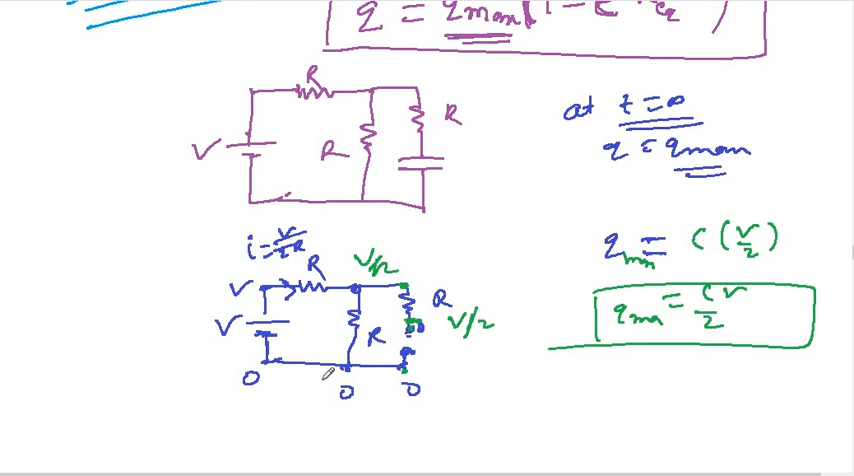 q = qmax(1 - e
R
V
R
R
at t = ∞
q = qmax
i = V/2R
R
V
V/2
V
R
R
V/2
0
0
0
qmax = C (V/2)
qmax = CV/2